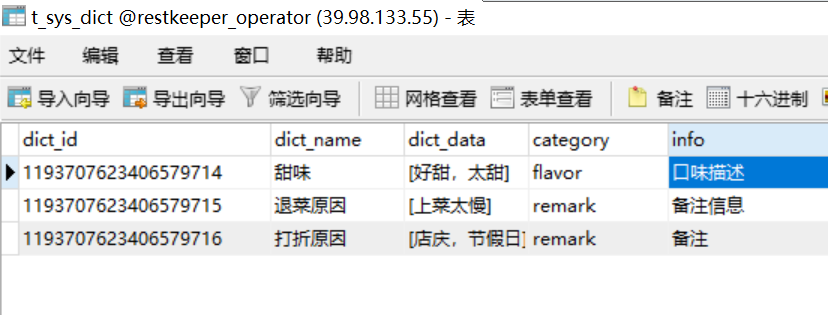 t_sys_dict @restkeeper_operator (39.98.133.55) - 表
文件 编辑 查看 窗口 帮助
导入向导 导出向导 筛选向导 网格查看 表单查看 备注 十六进制
dict_id dict_name dict_data category info
1193707623406579714 甜味 [好甜，太甜] flavor 口味描述
1193707623406579715 退菜原因 [上菜太慢] remark 备注信息
1193707623406579716 打折原因 [店庆，节假日] remark 备注